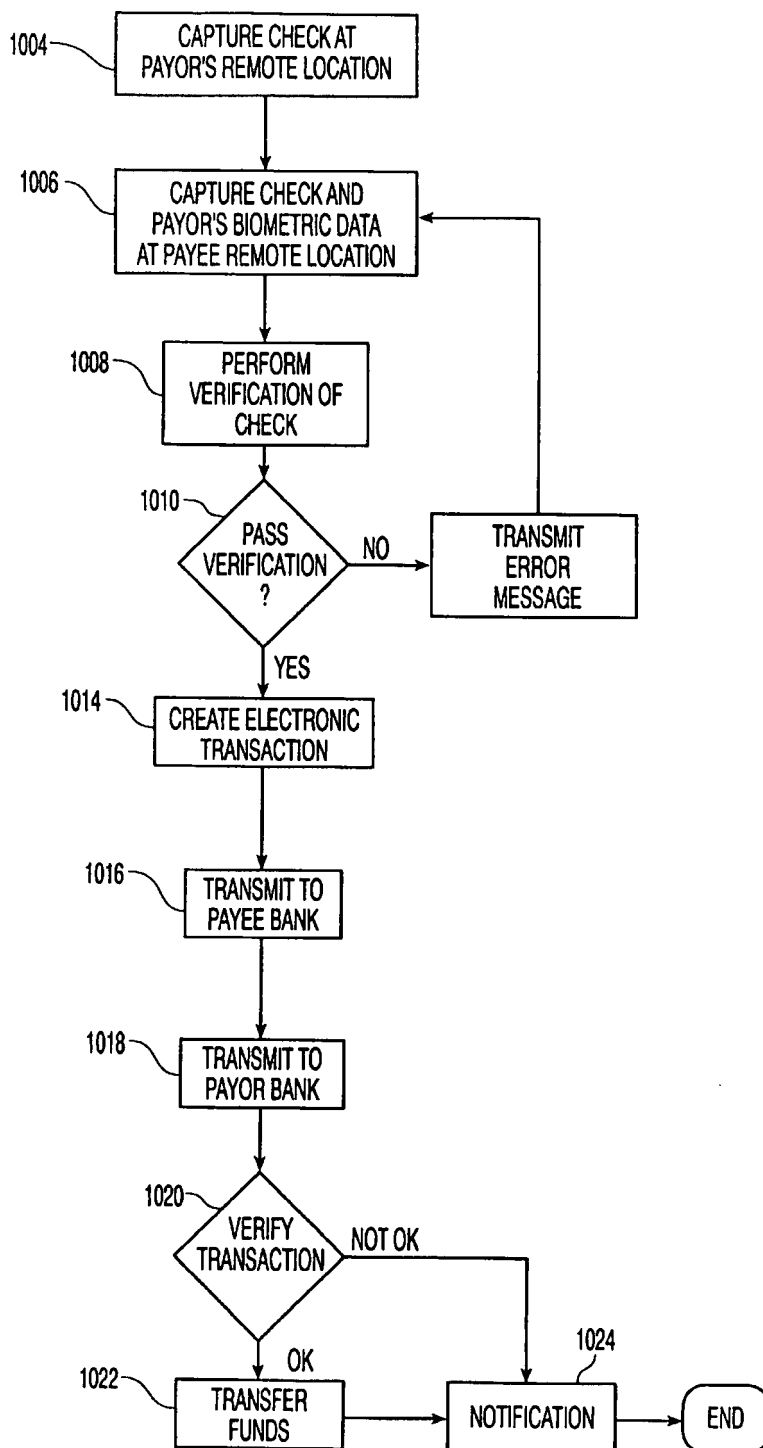 1004
CAPTURE CHECK AT
PAYOR'S REMOTE LOCATION
1006
CAPTURE CHECK AND
PAYOR'S BIOMETRIC DATA
AT PAYEE REMOTE LOCATION
1008
PERFORM
VERIFICATION OF
CHECK
1010
PASS
VERIFICATION
?
NO
TRANSMIT
ERROR
MESSAGE
YES
1014
CREATE ELECTRONIC
TRANSACTION
1016
TRANSMIT TO
PAYEE BANK
1018
TRANSMIT TO
PAYOR BANK
1020
VERIFY
TRANSACTION
NOT OK
OK
1022
TRANSFER
FUNDS
1024
NOTIFICATION
END